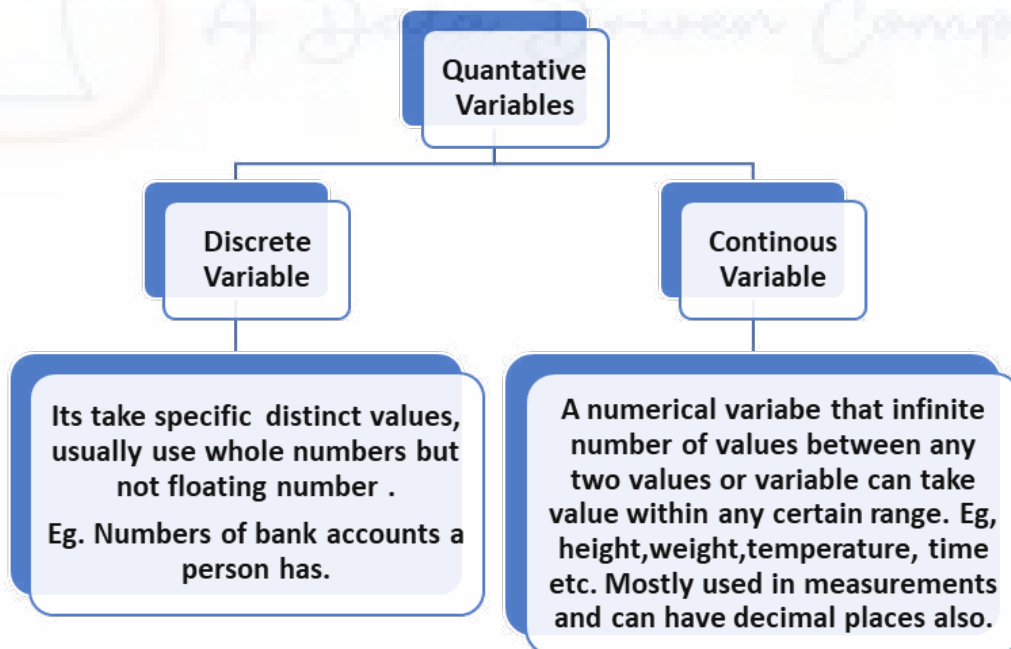 A Data Driven Comp
Quantative
Variables
Discrete
Variable
Continous
Variable
Its take specific distinct values,
usually use whole numbers but
not floating number .
Eg. Numbers of bank accounts a
person has.
A numerical variabe that infinite
number of values between any
two values or variable can take
value within any certain range. Eg,
height,weight,temperature, time
etc. Mostly used in measurements
and can have decimal places also.